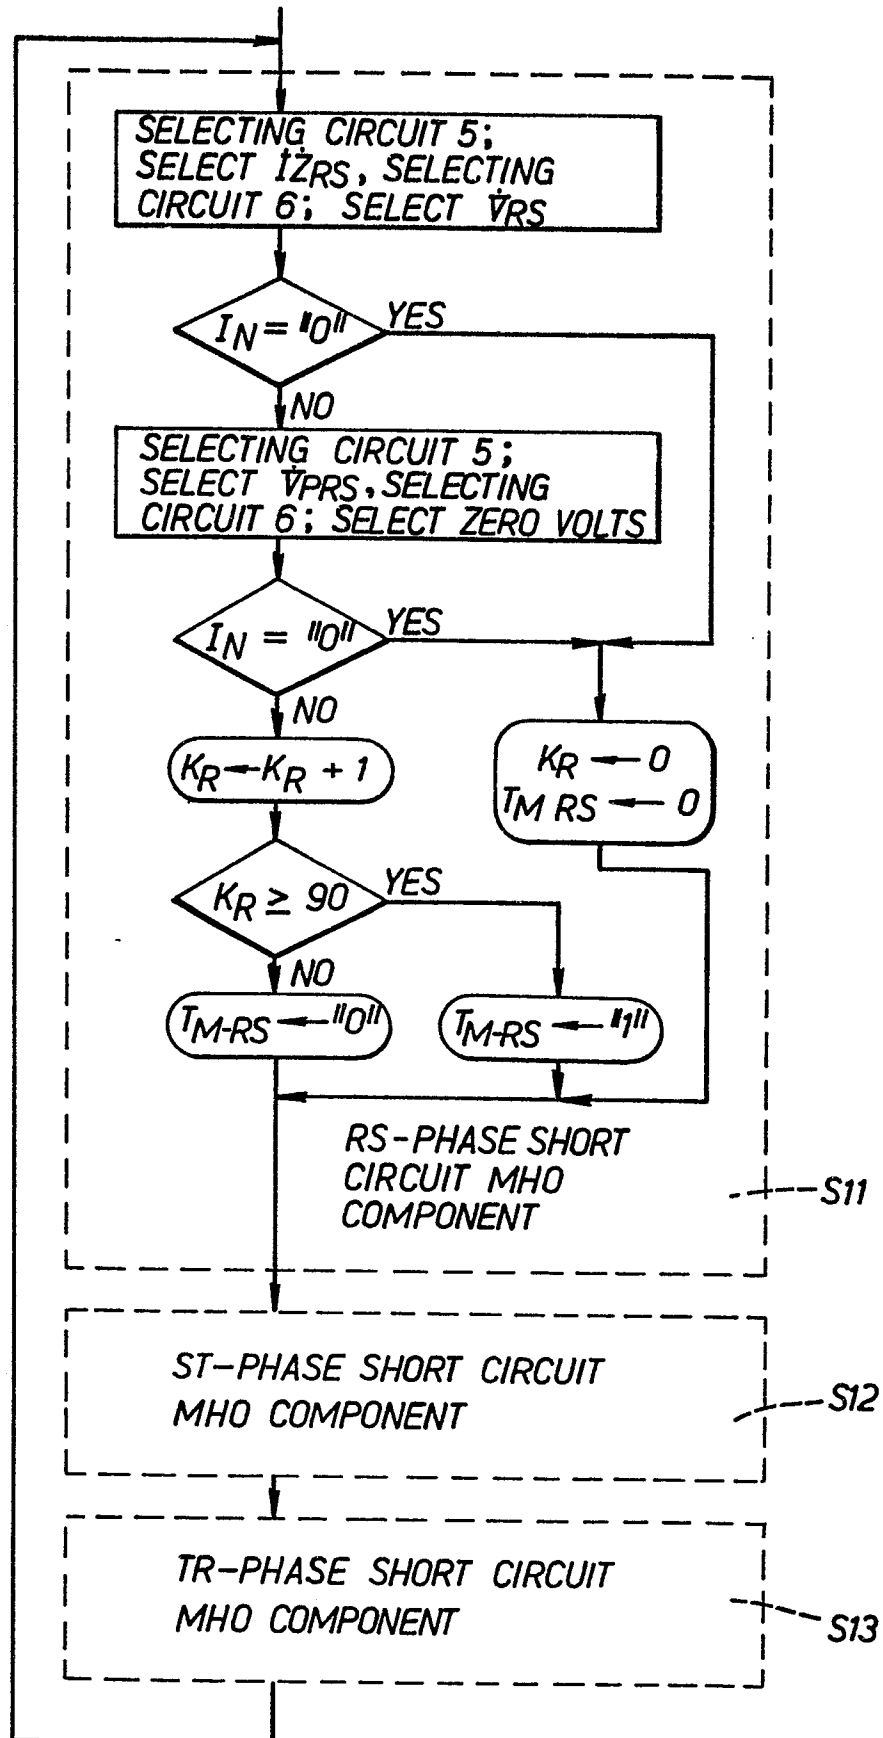 SELECTING CIRCUIT 5;
SELECT İŻRS, SELECTING
CIRCUIT 6; SELECT V̇RS
IN = "0"
YES
NO
SELECTING CIRCUIT 5;
SELECT V̇PRS, SELECTING
CIRCUIT 6; SELECT ZERO VOLTS
IN = "0"
YES
NO
KR ← KR + 1
KR ← 0
TM RS ← 0
KR ≥ 90
YES
NO
TM-RS ← "0"
TM-RS ← "1"
RS-PHASE SHORT
CIRCUIT MHO
COMPONENT
S11
ST-PHASE SHORT CIRCUIT
MHO COMPONENT
S12
TR-PHASE SHORT CIRCUIT
MHO COMPONENT
S13